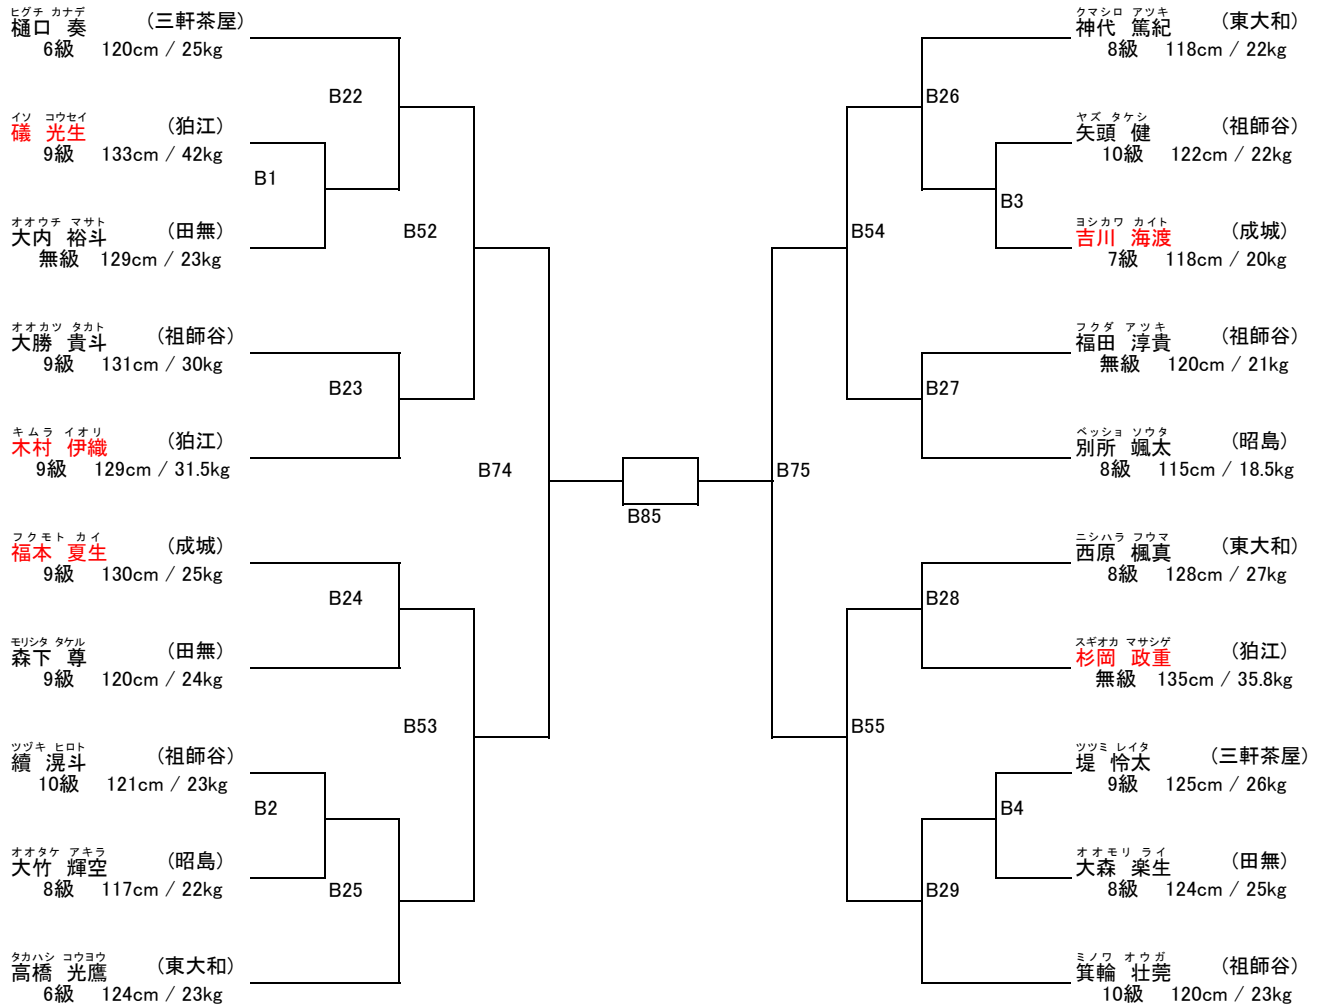 ヒグチ カナデ
樋口 奏 (三軒茶屋)
6級 120cm / 25kg
B22
イソ コウセイ
礒 光生 (狛江)
9級 133cm / 42kg
B1
オオウチ マサト
大内 裕斗 (田無)
無級 129cm / 23kg
B52
オオカツ タカト
大勝 貴斗 (祖師谷)
9級 131cm / 30kg
B23
キムラ イオリ
木村 伊織 (狛江)
9級 129cm / 31.5kg
B74
フクモト カイ
福本 夏生 (成城)
9級 130cm / 25kg
B24
モリシタ タケル
森下 尊 (田無)
9級 120cm / 24kg
B53
ツヅキ ヒロト
續 滉斗 (祖師谷)
10級 121cm / 23kg
B2
オオタケ アキラ
大竹 輝空 (昭島)
8級 117cm / 22kg
B25
タカハシ コウヨウ
高橋 光鷹 (東大和)
6級 124cm / 23kg
B85
クマシロ アツキ
神代 篤紀 (東大和)
8級 118cm / 22kg
B26
ヤズ タケシ
矢頭 健 (祖師谷)
10級 122cm / 22kg
B3
ヨシカワ カイト
吉川 海渡 (成城)
7級 118cm / 20kg
B54
フクダ アツキ
福田 淳貴 (祖師谷)
無級 120cm / 21kg
B27
ベッショ ソウタ
別所 颯太 (昭島)
8級 115cm / 18.5kg
B75
ニシハラ フウマ
西原 楓真 (東大和)
8級 128cm / 27kg
B28
スギオカ マサシゲ
杉岡 政重 (狛江)
無級 135cm / 35.8kg
B55
ツツミ レイタ
堤 怜太 (三軒茶屋)
9級 125cm / 26kg
B4
オオモリ ライ
大森 楽生 (田無)
8級 124cm / 25kg
B29
ミノワ オウガ
箕輪 壮莞 (祖師谷)
10級 120cm / 23kg